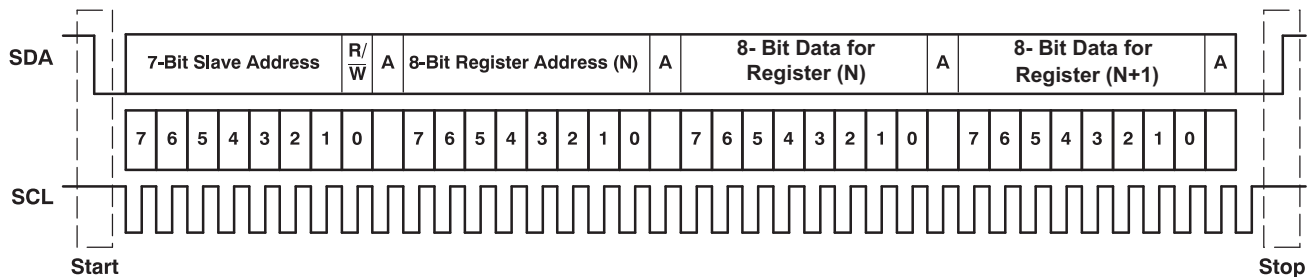 SDA
7-Bit Slave Address R/W̅ A 8-Bit Register Address (N) A 8- Bit Data for Register (N) A 8- Bit Data for Register (N+1) A
7 6 5 4 3 2 1 0 7 6 5 4 3 2 1 0 7 6 5 4 3 2 1 0 7 6 5 4 3 2 1 0
SCL
Start Stop